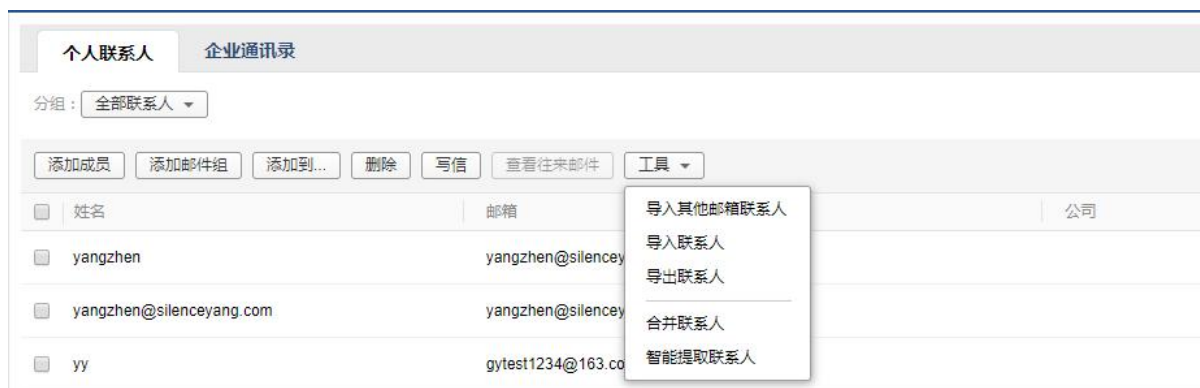 个人联系人 企业通讯录
分组： 全部联系人
添加成员 添加邮件组 添加到... 删除 写信 查看往来邮件 工具
姓名 邮箱 公司
导入其他邮箱联系人
导入联系人
导出联系人
合并联系人
智能提取联系人
yangzhen yangzhen@silencey
yangzhen@silenceyang.com yangzhen@silencey
yy gytest1234@163.co